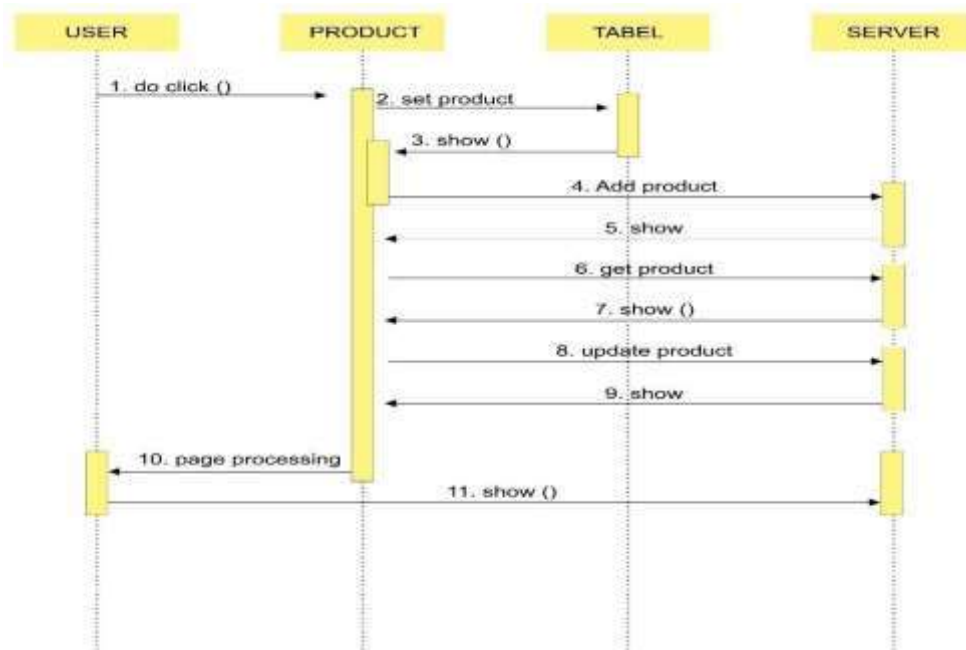 USER
PRODUCT
TABEL
SERVER
1. do click ()
2. set product
3. show ()
4. Add product
5. show
6. get product
7. show ()
8. update product
9. show
10. page processing
11. show ()